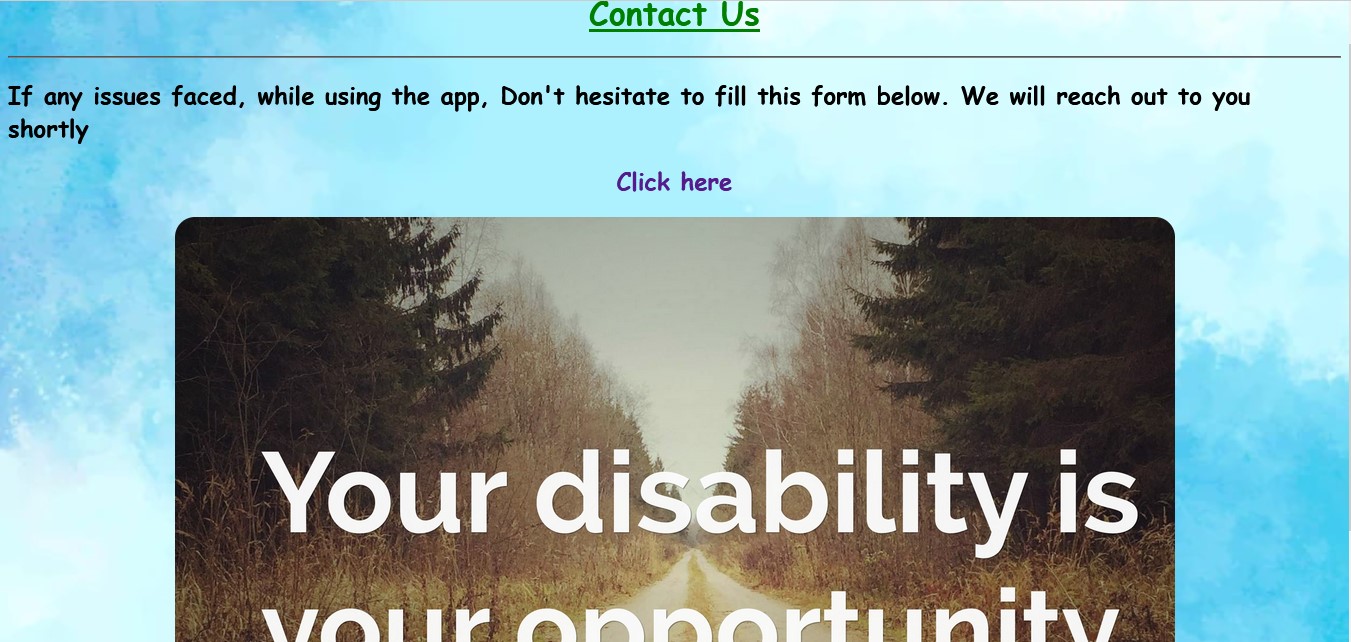 Contact Us
If any issues faced, while using the app, Don't hesitate to fill this form below. We will reach out to you
shortly
Click here
Your disability is
your opportunity